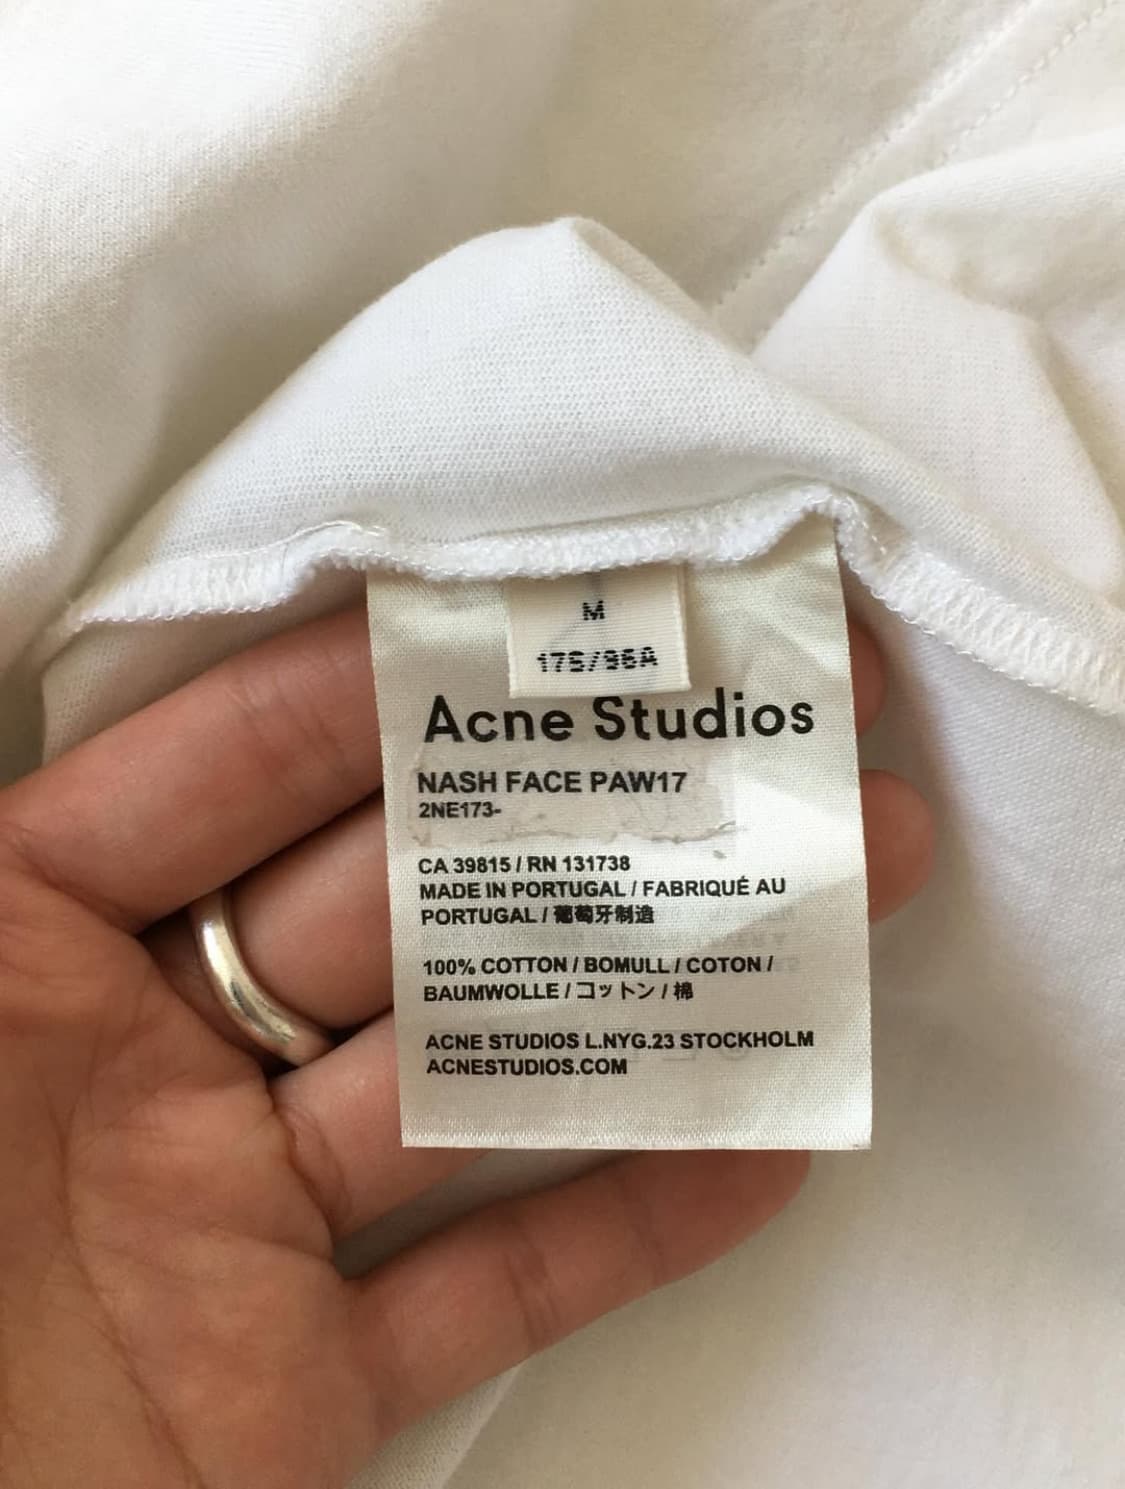 M
175/96A
Acne Studios
NASH FACE PAW17
2NE173-
CA 39815 / RN 131738
MADE IN PORTUGAL / FABRIQUÉ AU
PORTUGAL / 葡萄牙制造
100% COTTON / BOMULL / COTON /
BAUMWOLLE / コットン / 棉
ACNE STUDIOS L.NYG.23 STOCKHOLM
ACNESTUDIOS.COM